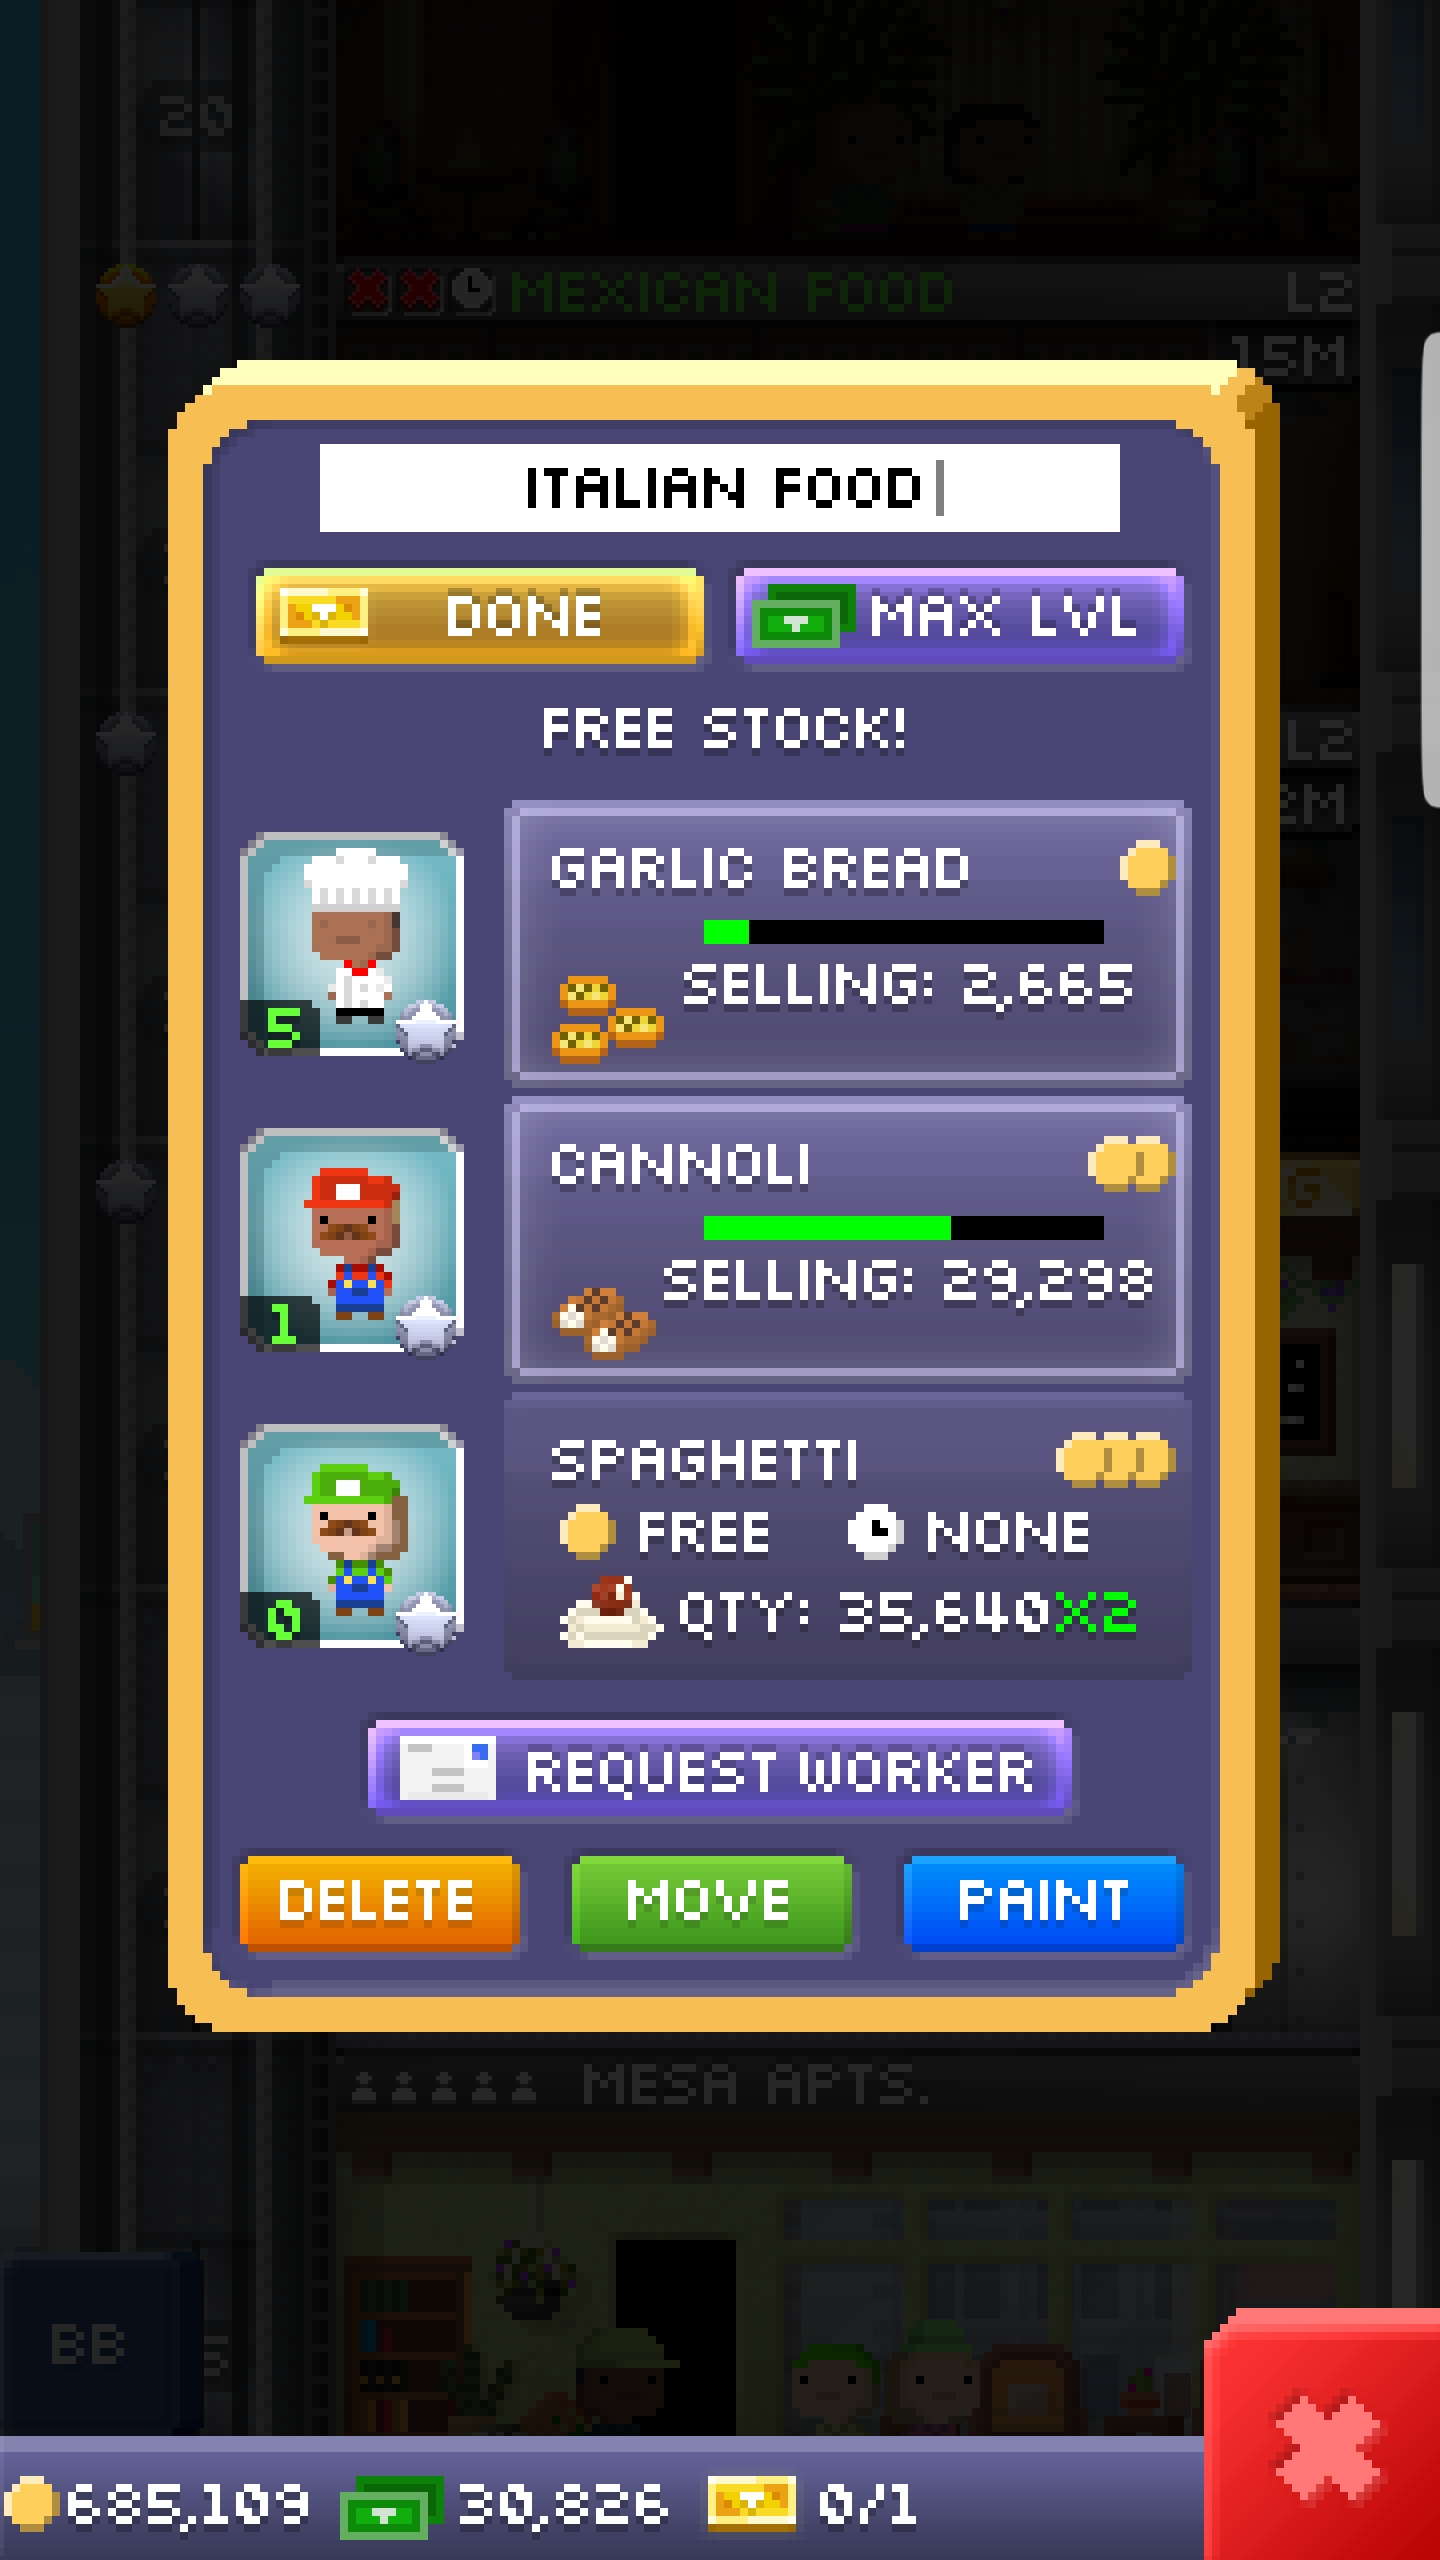 20
MEXICAN FOOD L2
15M
ITALIAN FOOD
DONE MAX LVL
FREE STOCK!
L2
2M
GARLIC BREAD
SELLING: 2,665
5
CANNOLI
SELLING: 29,298
1
SPAGHETTI
FREE NONE
QTY: 35,640X2
0
REQUEST WORKER
DELETE MOVE PAINT
MESA APTS.
BB
685,109 30,826 0/1